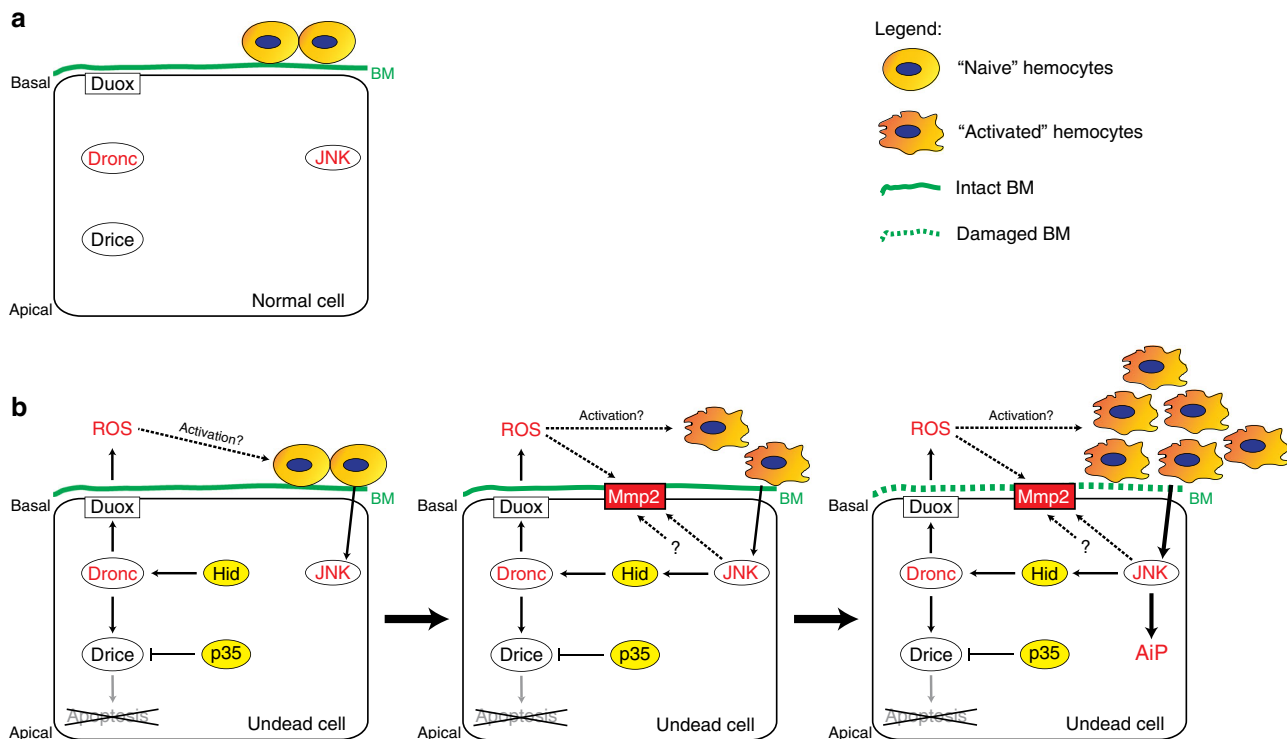 a
Legend:
"Naive" hemocytes
"Activated" hemocytes
Intact BM
Damaged BM
Basal
BM
Duox
Dronc
JNK
Drice
Normal cell
Apical
b
ROS
Activation?
BM
Basal
Duox
Dronc
Hid
JNK
Drice
p35
Apoptosis
Undead cell
Apical
ROS
Activation?
Mmp2
BM
Basal
Duox
?
Dronc
Hid
JNK
Drice
p35
Apoptosis
Undead cell
Apical
ROS
Activation?
Mmp2
BM
Basal
Duox
?
Dronc
Hid
JNK
Drice
p35
AiP
Apoptosis
Undead cell
Apical